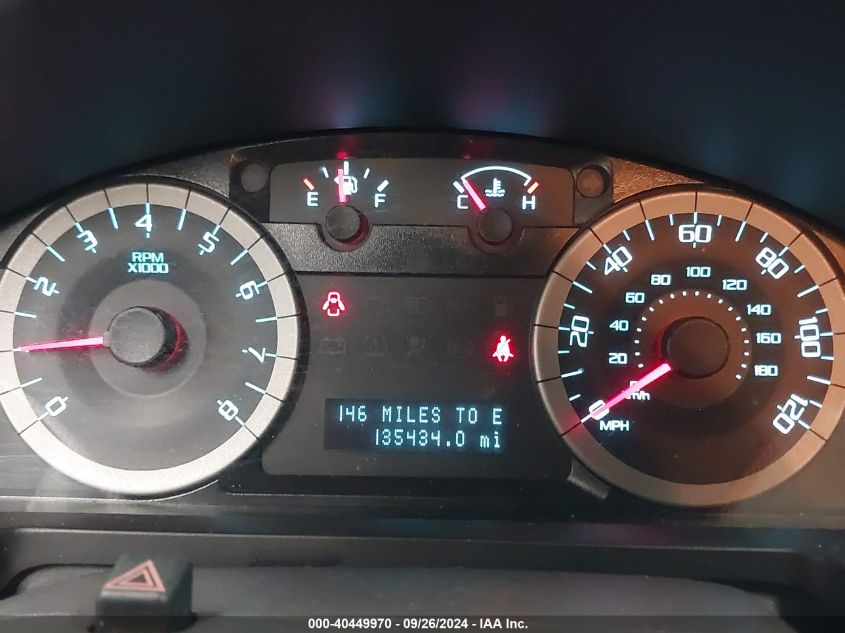 E F
C H
0 1 2 3 4 5 6 7 8
RPM
X1000
0 20 40 60 80 100 120
MPH
20 40 60 80 100 120 140 160 180
km/h
146 MILES TO E
135434.0 mi
000-40449970 - 09/26/2024 - IAA Inc.